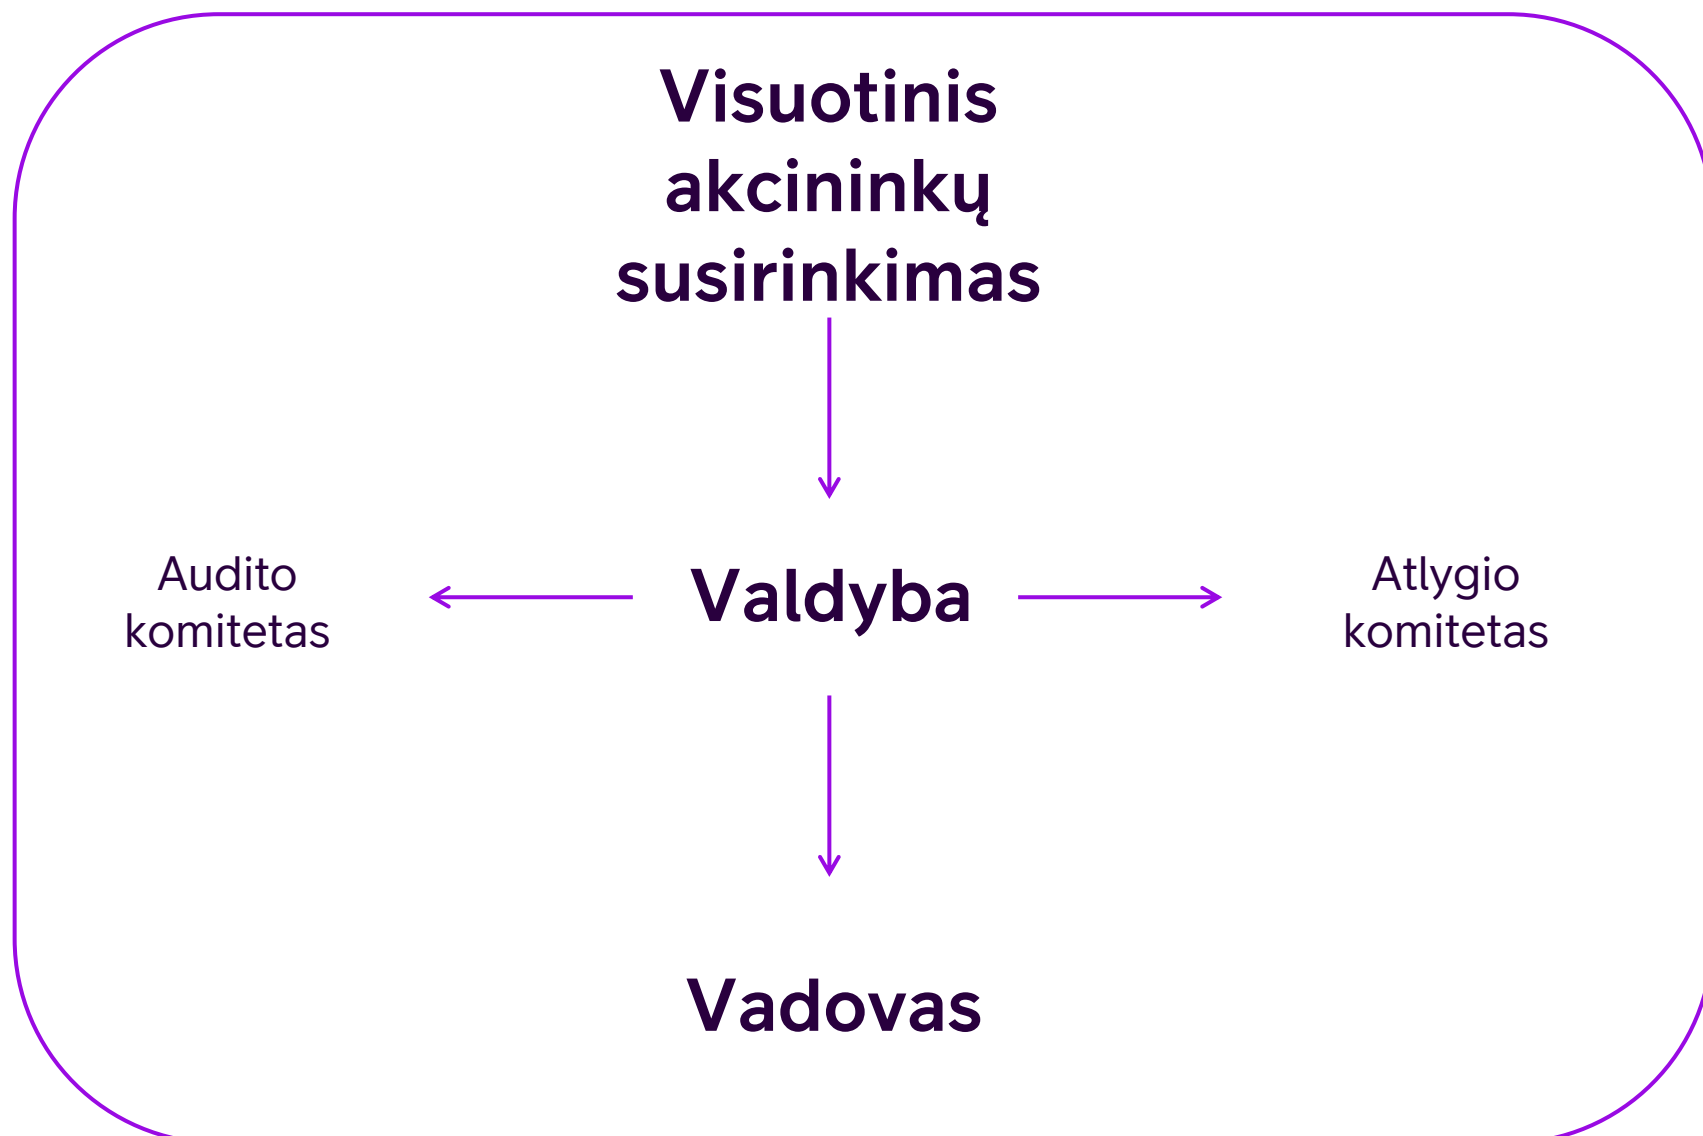 Visuotinis
akcininkų
susirinkimas
Audito
komitetas
Valdyba
Atlygio
komitetas
Vadovas